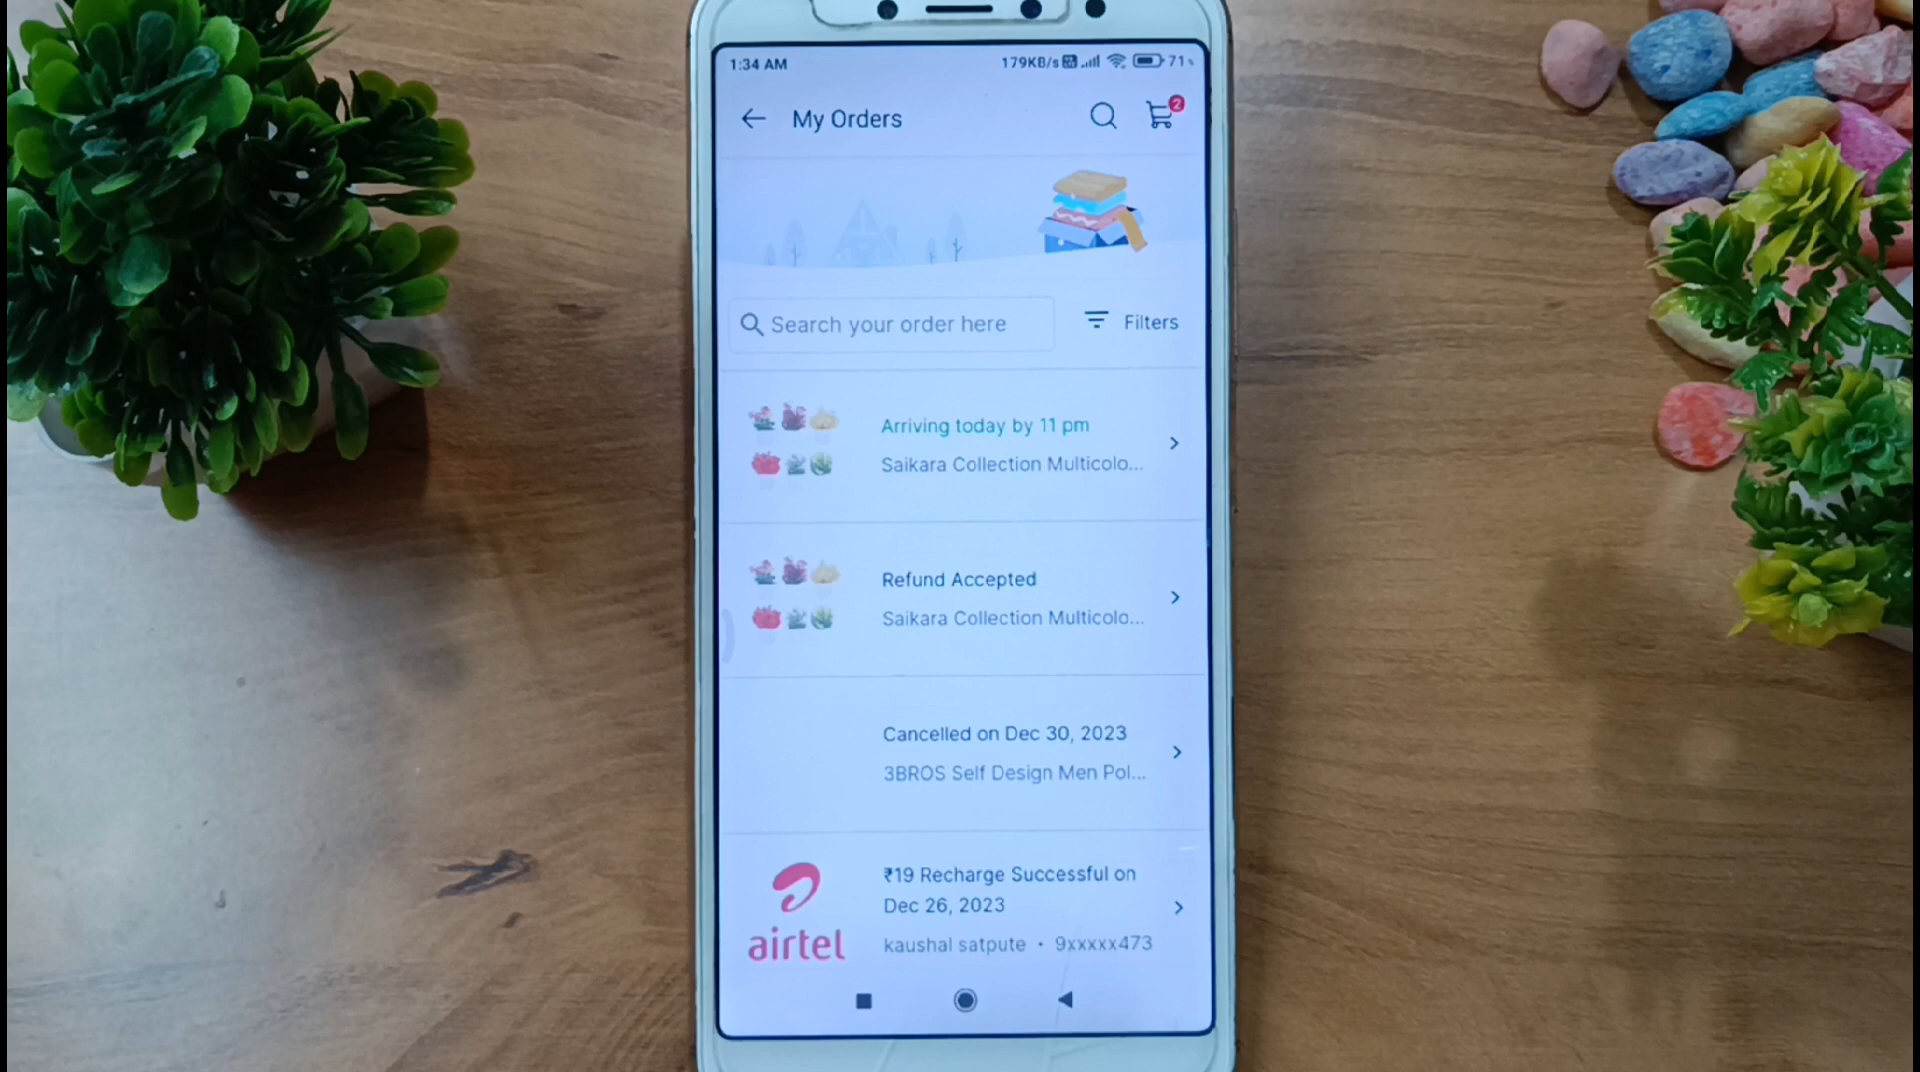 1:34 AM
179KB/s
71
My Orders
2
Search your order here
Filters
Arriving today by 11 pm
Saikara Collection Multicolo...
Refund Accepted
Saikara Collection Multicolo...
Cancelled on Dec 30, 2023
3BROS Self Design Men Pol...
₹19 Recharge Successful on
Dec 26, 2023
airtel
kaushal satpute • 9xxxxx473